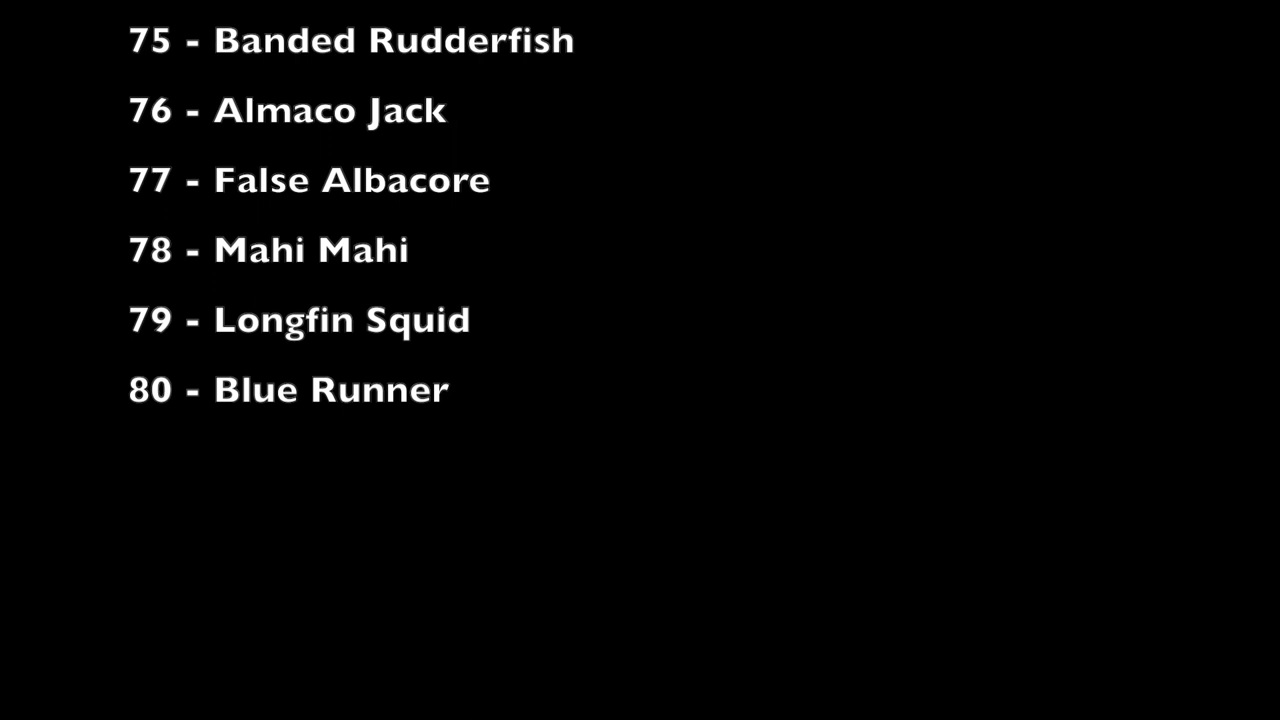 75 - Banded Rudderfish
76 - Almaco Jack
77 - False Albacore
78 - Mahi Mahi
79 - Longfin Squid
80 - Blue Runner